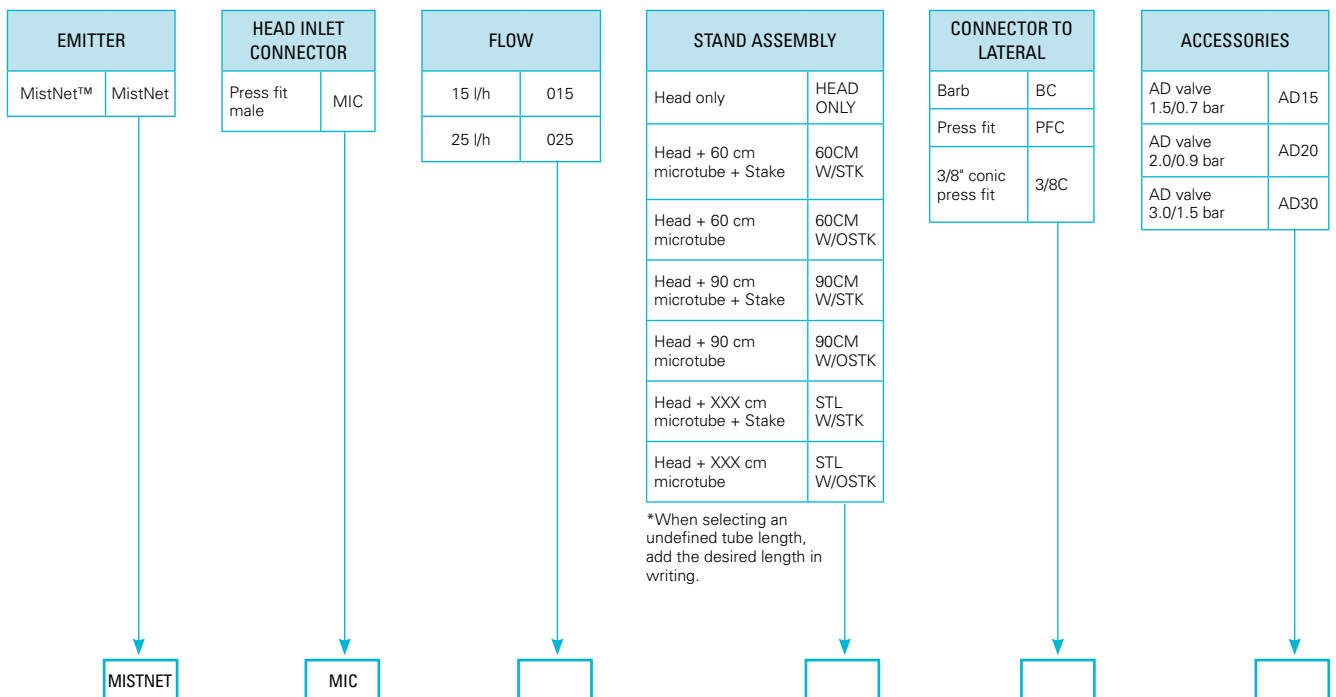 EMITTER
MistNet™ MistNet
HEAD INLET
CONNECTOR
Press fit
male
MIC
FLOW
15 l/h 015
25 l/h 025
STAND ASSEMBLY
Head only
HEAD
ONLY
Head + 60 cm
microtube + Stake
60CM
W/STK
Head + 60 cm
microtube
60CM
W/OSTK
Head + 90 cm
microtube + Stake
90CM
W/STK
Head + 90 cm
microtube
90CM
W/OSTK
Head + XXX cm
microtube + Stake
STL
W/STK
Head + XXX cm
microtube
STL
W/OSTK
*When selecting an
undefined tube length,
add the desired length in
writing.
CONNECTOR TO
LATERAL
Barb BC
Press fit PFC
3/8" conic
press fit
3/8C
ACCESSORIES
AD valve
1.5/0.7 bar
AD15
AD valve
2.0/0.9 bar
AD20
AD valve
3.0/1.5 bar
AD30
MISTNET
MIC